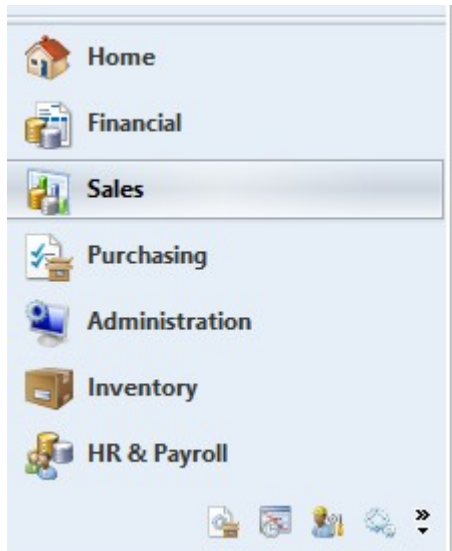 Home
Financial
Sales
Purchasing
Administration
Inventory
HR & Payroll